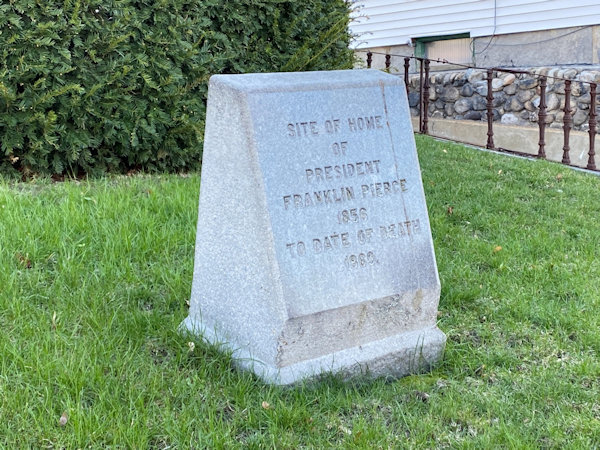 SITE OF HOME
OF
PRESIDENT
FRANKLIN PIERCE
1856
TO DATE OF DEATH
1869.